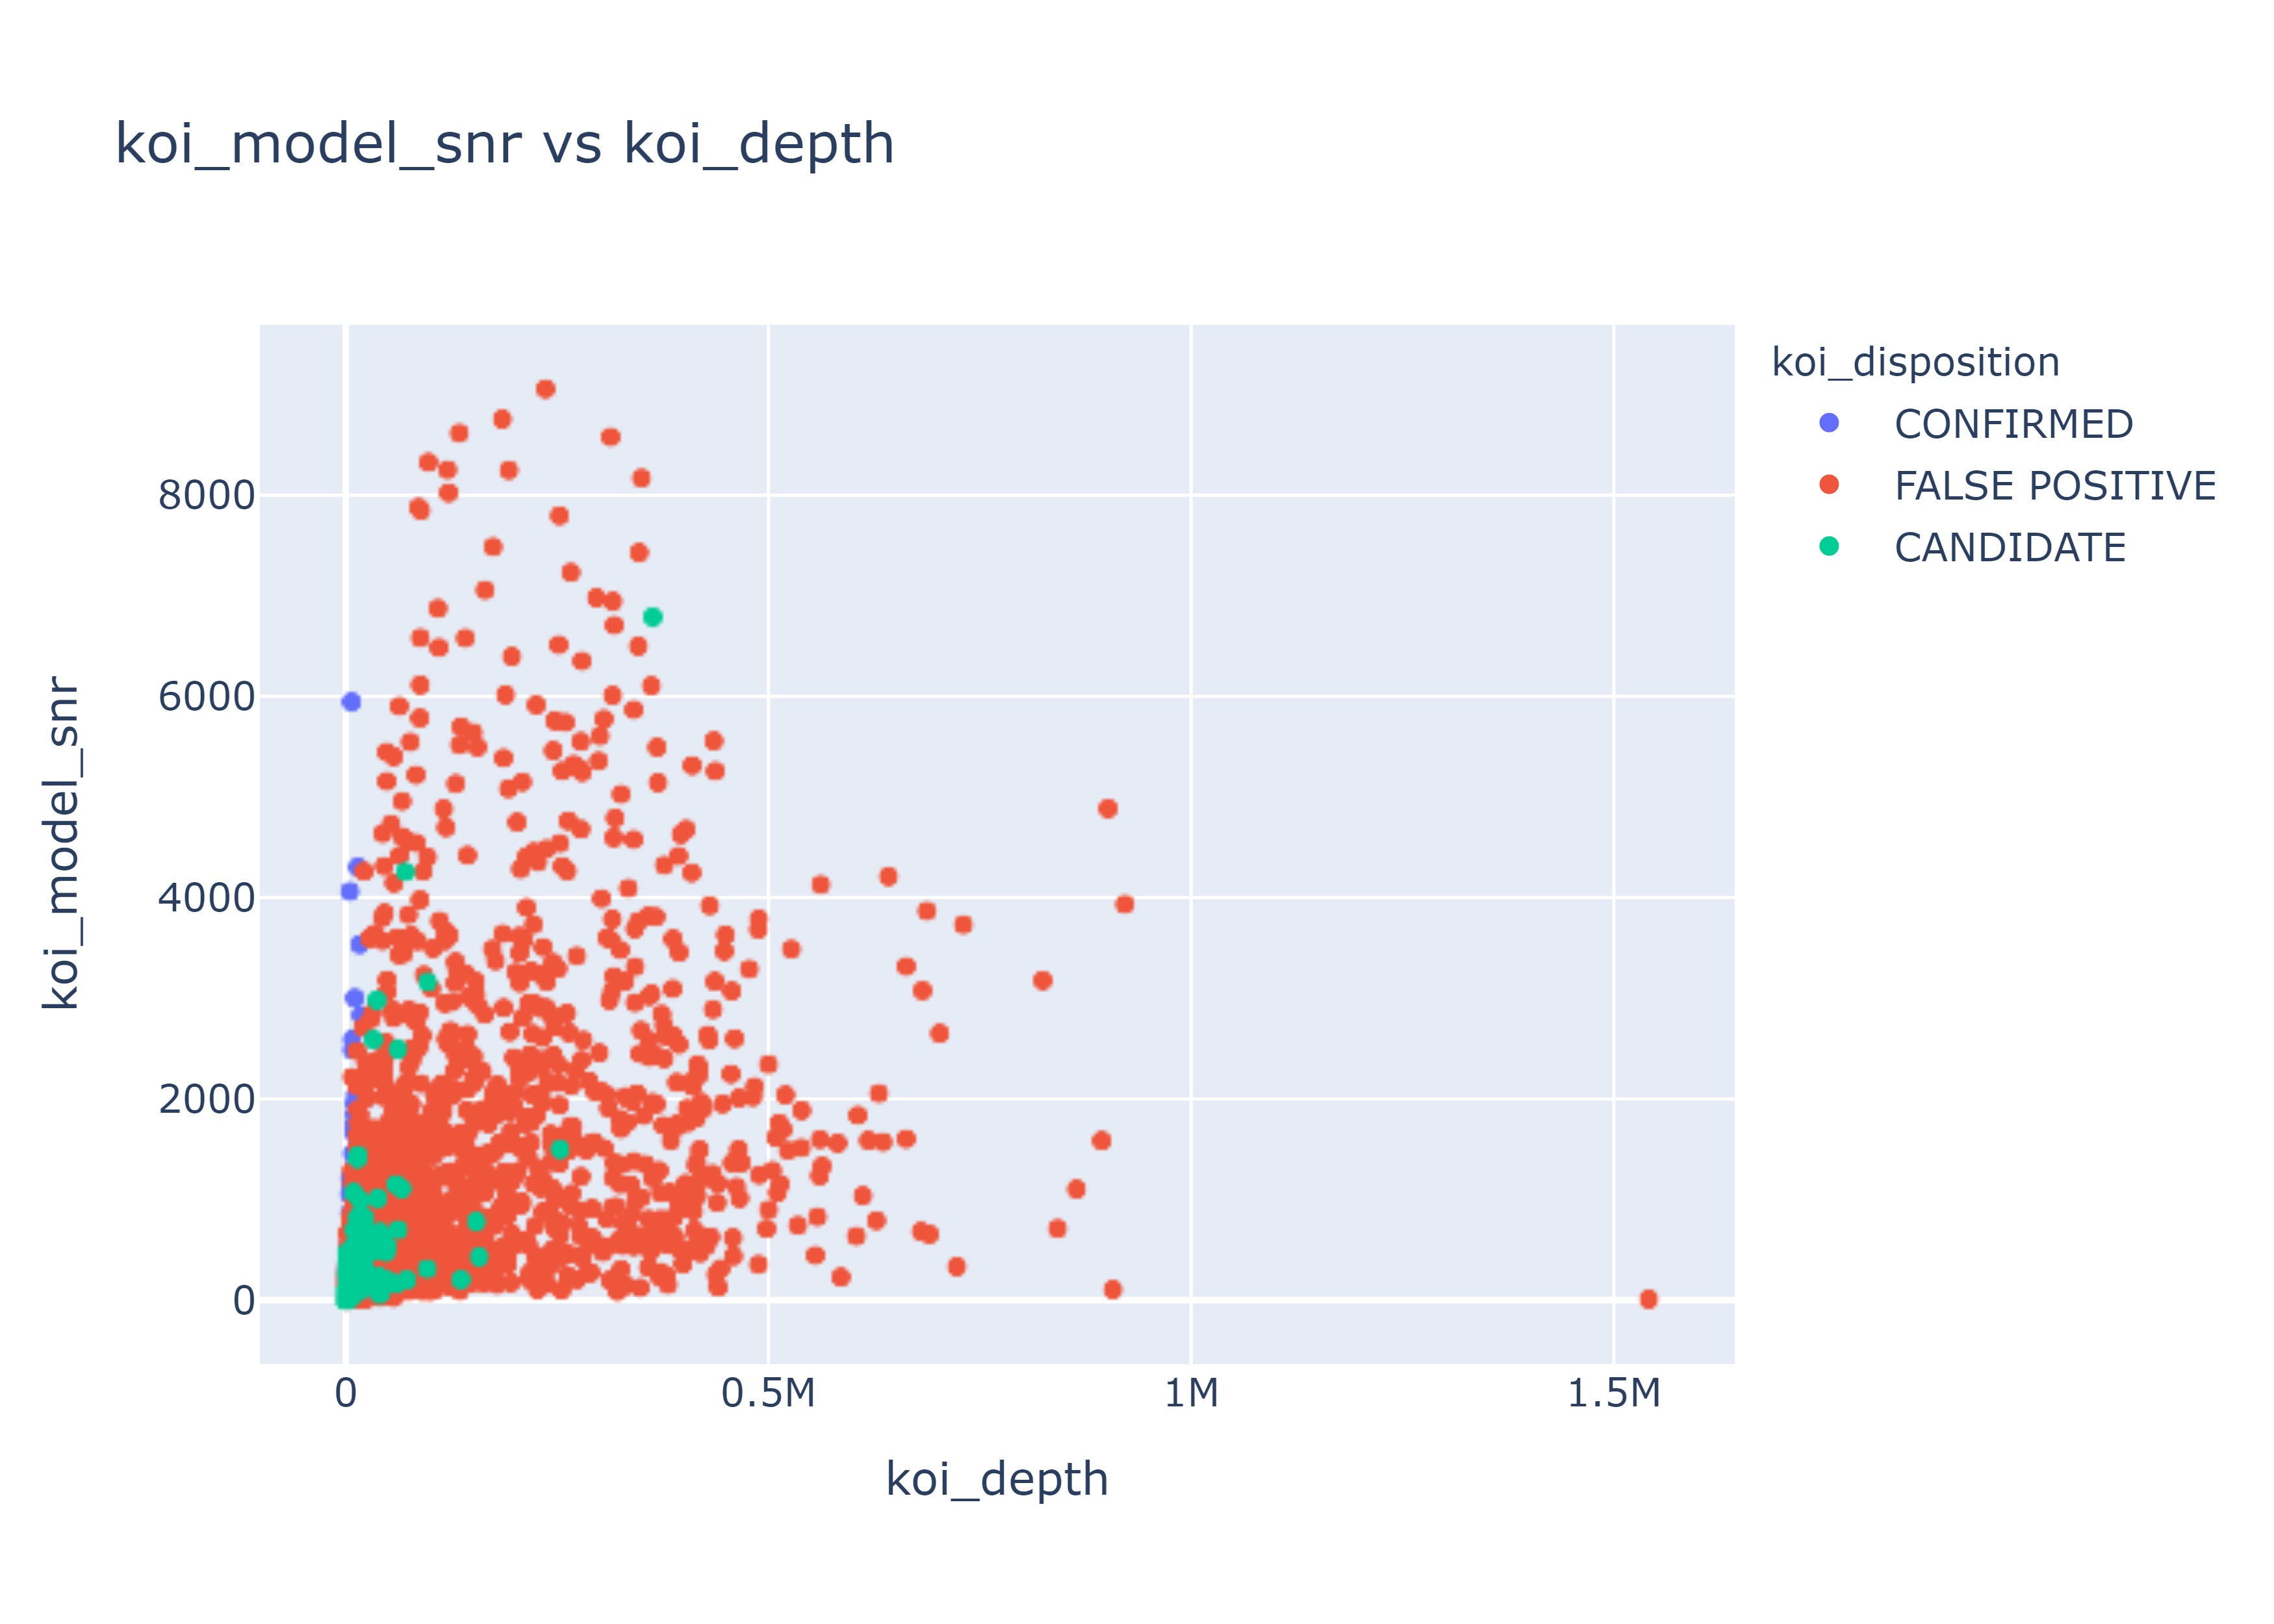 koi_model_snr vs koi_depth
koi_disposition
CONFIRMED
FALSE POSITIVE
CANDIDATE
koi_model_snr
8000
6000
4000
2000
0
0 0.5M 1M 1.5M
koi_depth